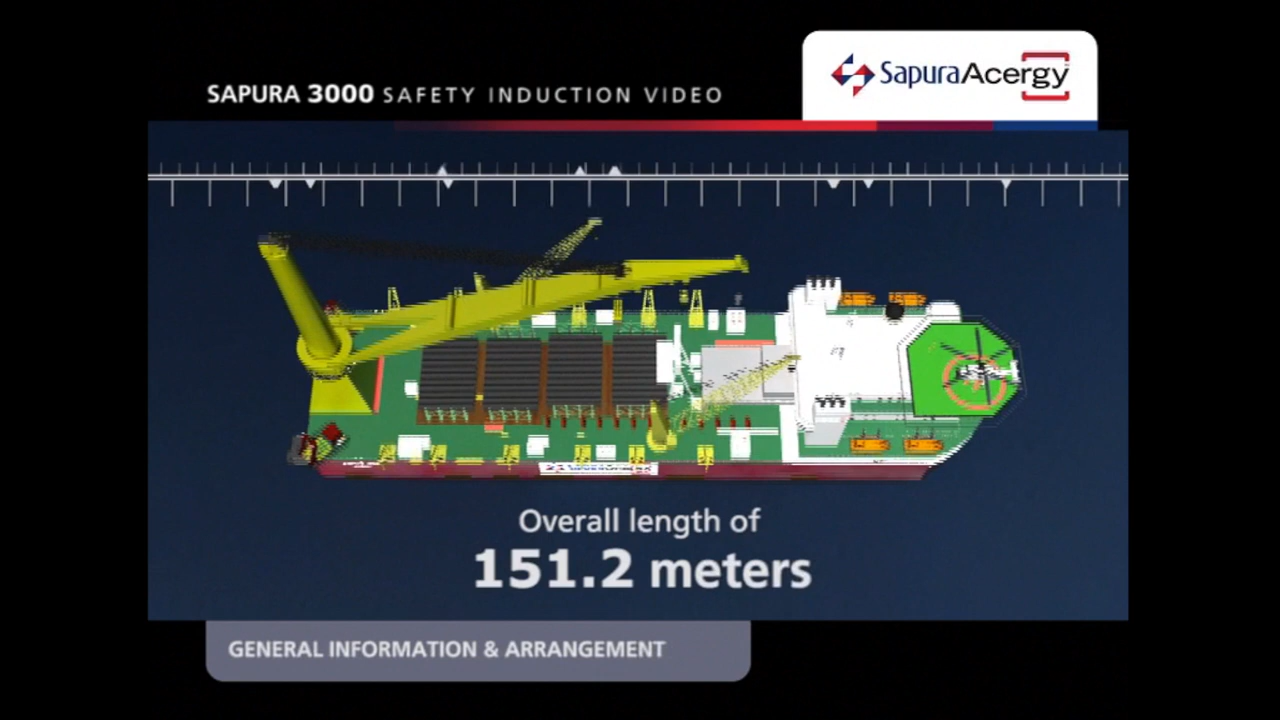 SAPURA 3000 SAFETY INDUCTION VIDEO
SapuraAcergy
Overall length of
151.2 meters
GENERAL INFORMATION & ARRANGEMENT